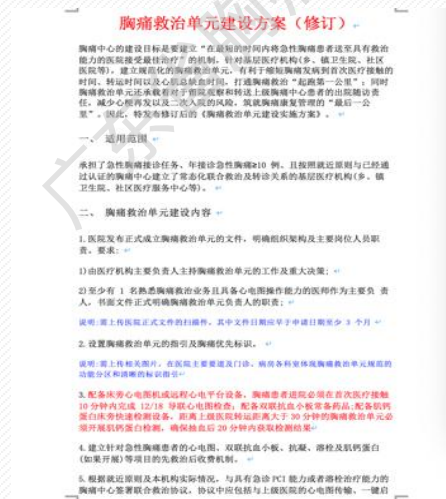 胸痛救治单元建设方案（修订）
胸痛中心的建设目标是要建立“在最短的时间内将急性胸痛患者送至具有救治
能力的医院接受最佳治疗”的机制，针对基层医疗机构(乡、镇卫生院、社区
医院等)，建立规范化的胸痛救治单元，有利于缩短胸痛发病到首次医疗接触的
时间、转运时间以及心肌总缺血时间，打通胸痛救治“起跑第一公里”；同时
胸痛救治单元还承载着对于留院观察和转送上级胸痛中心患者的出院随访责
任，减少心梗再发以及二次入院的风险，筑就胸痛康复管理的“最后一公
里”。因此，特发布修订后的《胸痛救治单元建设实施方案》。
一、 适用范围
承担了急性胸痛接诊任务、年接诊急性胸痛≥10 例，且按照就近原则与已经通
过认证的胸痛中心建立了常态化联合救治及转诊关系的基层医疗机构(乡、镇
卫生院、社区医疗服务中心等)。
二、 胸痛救治单元建设内容
1.医院发布正式成立胸痛救治单元的文件，明确组织架构及主要岗位人员职
责。要求：
1)由医疗机构主要负责人主持胸痛救治单元的工作及重大决策；
2)至少有 1 名熟悉胸痛救治业务且具备心电图操作能力的医师作为主要负 责
人，书面文件正式明确胸痛救治单元负责人的职责；
说明:需上传医院正式文件的扫描件，其中文件日期应早于申请日期至少 3 个月
2.设置胸痛救治单元的指引及胸痛优先标识。
说明:需上传相关图片，在医院主要要道及门诊、病房各科室体现胸痛救治单元规范的
功能分区和清晰的标识指引
3.配备床旁心电图机或远程心电平台设备，胸痛患者进院必须在首次医疗接触
10 分钟内完成 12/18 导联心电图检查；配备双联抗血小板常备药品;配备肌钙
蛋白床旁快速检测设备，距离上级医院转运距离大于 30 分钟的胸痛救治单元必
须开展肌钙蛋白检测，确保抽血后 20 分钟内获取检测结果
4.建立针对急性胸痛患者的心电图、双联抗血小板、抗凝、溶栓及肌钙蛋白
(如果开展)等项目的先救治后收费机制。
5.根据就近原则及本机构实际情况，与具有急诊 PCI 能力或者溶栓治疗能力的
胸痛中心签署联合救治协议，协议中应包括与上级医院的心电图传输、一键启